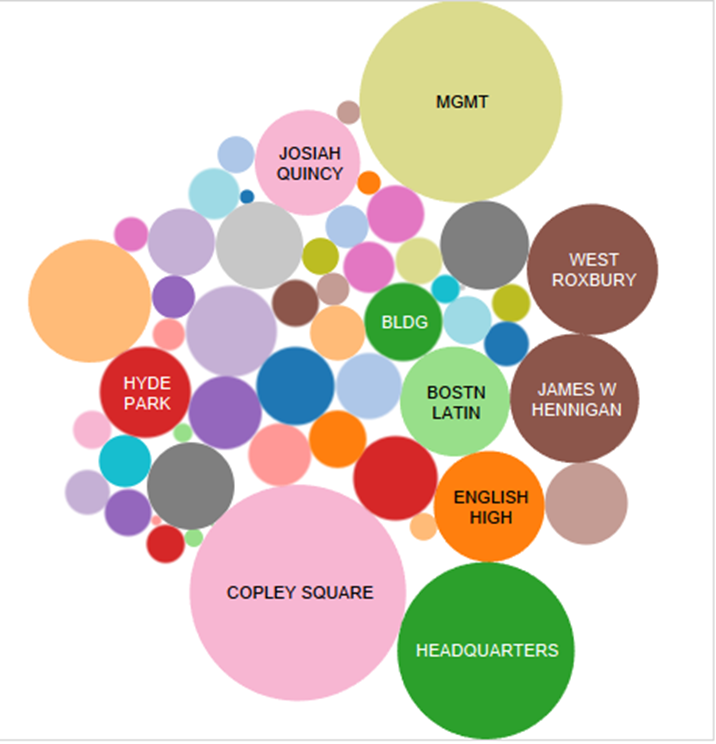 MGMT
JOSIAH
QUINCY
WEST
ROXBURY
BLDG
HYDE
PARK
BOSTN
LATIN
JAMES W
HENNIGAN
ENGLISH
HIGH
COPLEY SQUARE
HEADQUARTERS